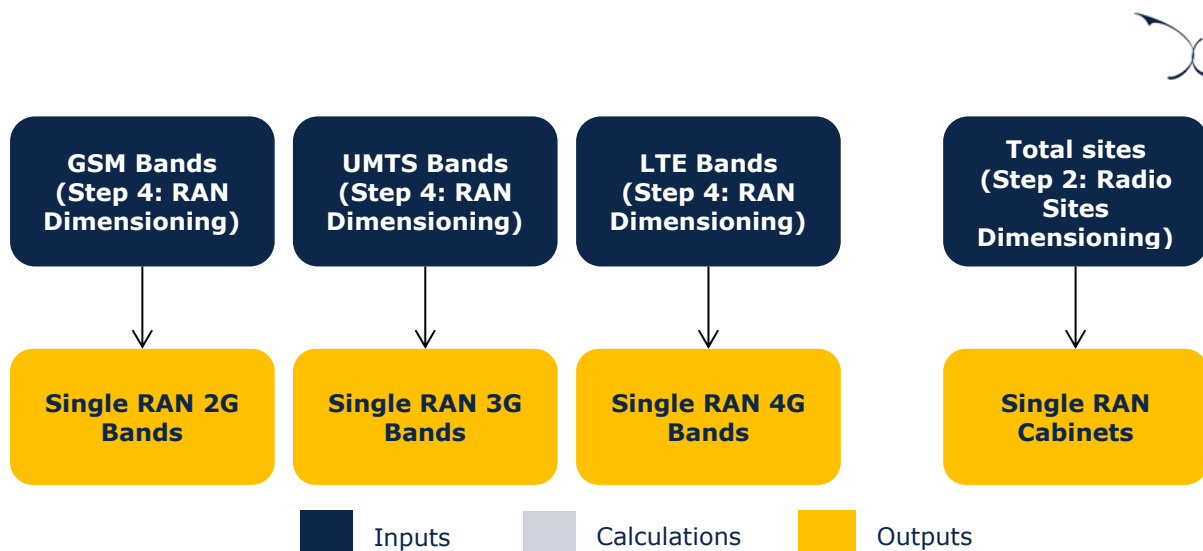 GSM Bands
(Step 4: RAN
Dimensioning)
UMTS Bands
(Step 4: RAN
Dimensioning)
LTE Bands
(Step 4: RAN
Dimensioning)
Total sites
(Step 2: Radio
Sites
Dimensioning)
Single RAN 2G
Bands
Single RAN 3G
Bands
Single RAN 4G
Bands
Single RAN
Cabinets
Inputs
Calculations
Outputs